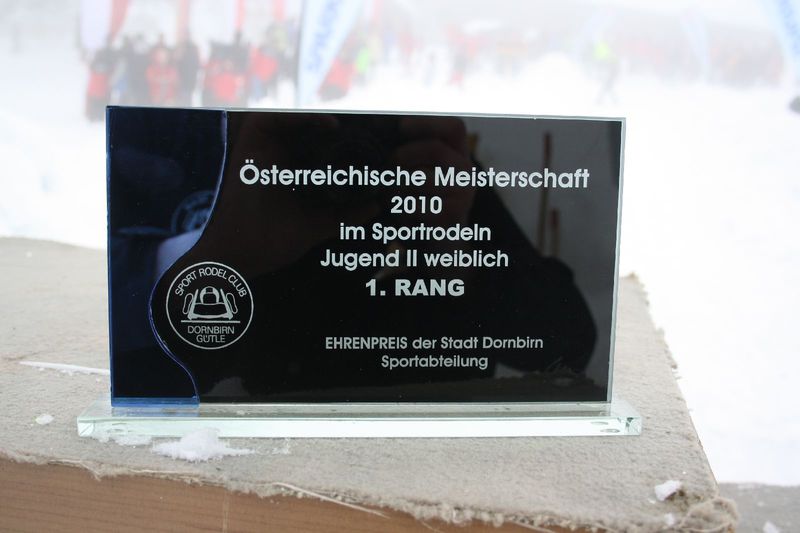 Österreichische Meisterschaft
2010
im Sportrodeln
Jugend II weiblich
1. RANG
SPORT RODEL CLUB
DORNBIRN
GÜTLE
EHRENPREIS der Stadt Dornbirn
Sportabteilung